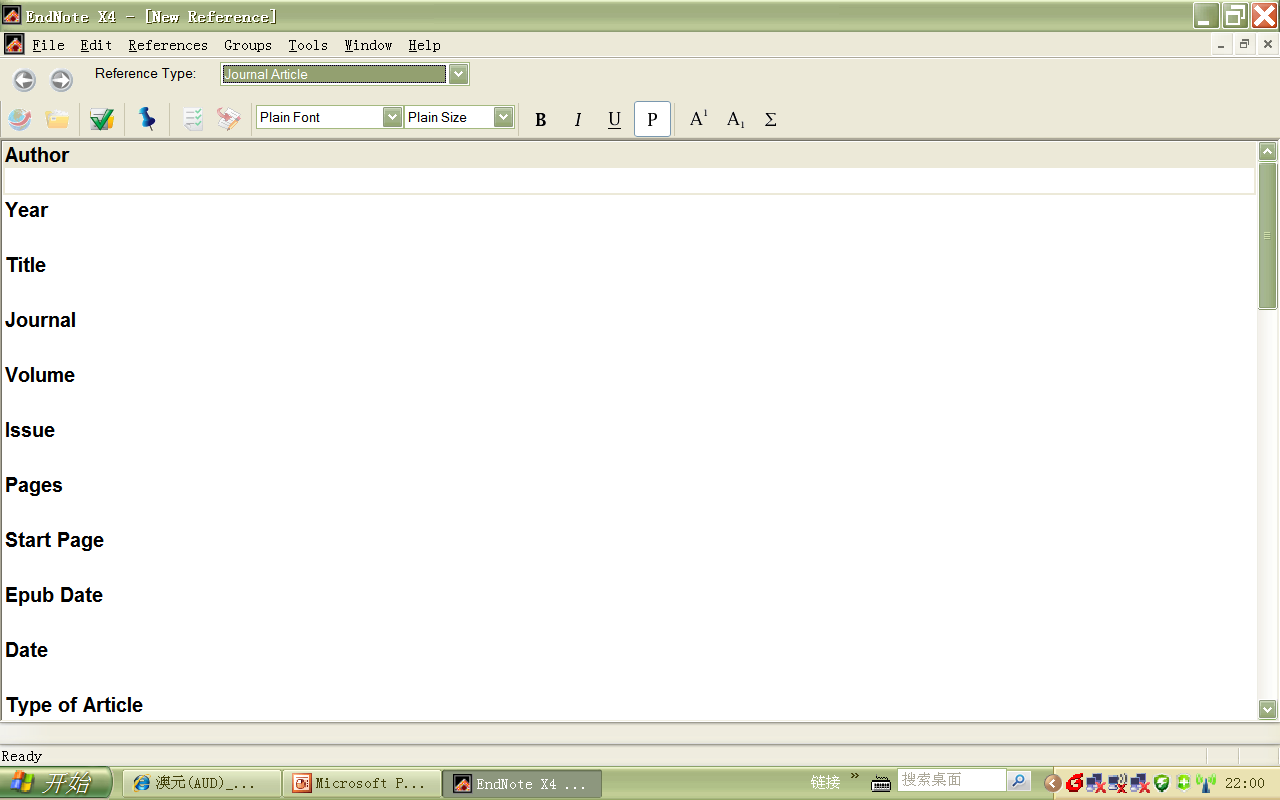 EndNote X4 - [New Reference]
File Edit References Groups Tools Window Help
Reference Type: Journal Article
Plain Font Plain Size B I U P A¹ A₁ Σ
Author
Year
Title
Journal
Volume
Issue
Pages
Start Page
Epub Date
Date
Type of Article
Ready
开始 澳元(AUD)_... Microsoft P... EndNote X4 ... 链接 » 搜索桌面 22:00